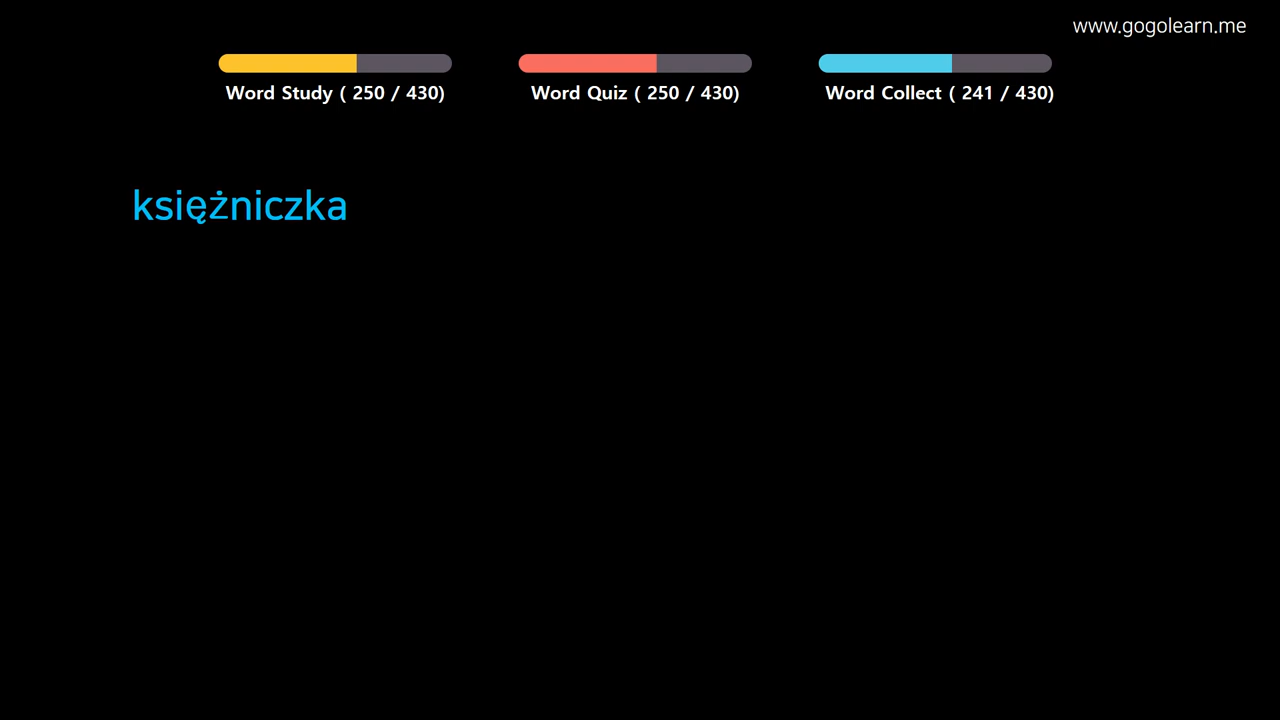 www.gogolearn.me
Word Study ( 250 / 430)
Word Quiz ( 250 / 430)
Word Collect ( 241 / 430)
księżniczka